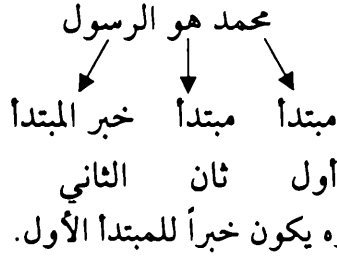 محمد هو الرسول
مبتدأ مبتدأ خبر المبتدأ
أول ثان الثاني
يكون خبراً للمبتدأ الأول.